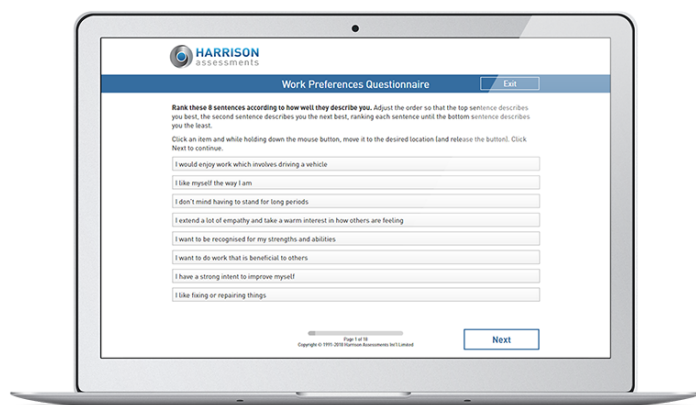 HARRISON
assessments
Work Preferences Questionnaire
Exit
Rank these 8 sentences according to how well they describe you. Adjust the order so that the top sentence describes
you best, the second sentence describes you the next best, ranking each sentence until the bottom sentence describes
you the least.
Click an item and while holding down the mouse button, move it to the desired location (and release the button). Click
Next to continue.
I would enjoy work which involves driving a vehicle
I like myself the way I am
I don't mind having to stand for long periods
I extend a lot of empathy and take a warm interest in how others are feeling
I want to be recognised for my strengths and abilities
I want to do work that is beneficial to others
I have a strong intent to improve myself
I like fixing or repairing things
Page 1 of 18
Copyright © 1991-2018 Harrison Assessments Int'l Limited
Next